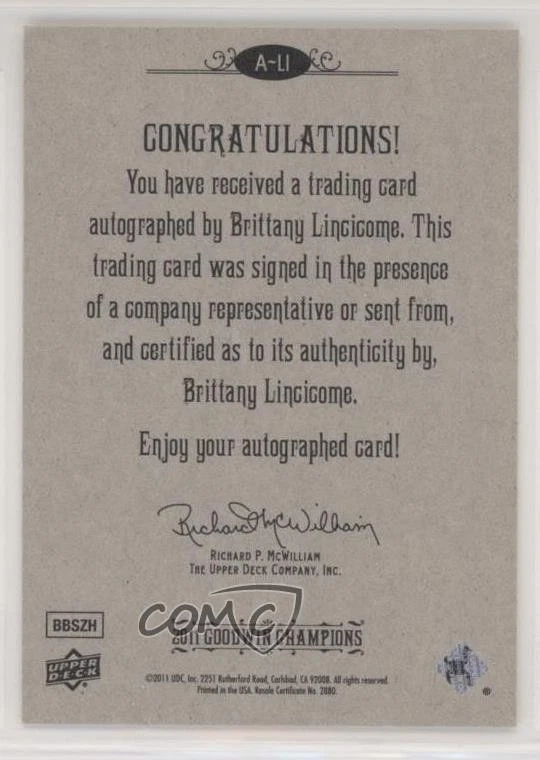 A~LI
CONGRATULATIONS!
You have received a trading card
autographed by Brittany Lincicome. This
trading card was signed in the presence
of a company representative or sent from,
and certified as to its authenticity by,
Brittany Lincicome.
Enjoy your autographed card!
Richard McWilliam
RICHARD P. MCWILLIAM
THE UPPER DECK COMPANY, INC.
BBSZH
COMC
2011 GOODWIN CHAMPIONS
UPPER
D·E·C·K
©2011 UDC, Inc. 2251 Rutherford Road, Carlsbad, CA 92008. All rights reserved.
Printed in the USA. Resale Certificate No. 2880.
®